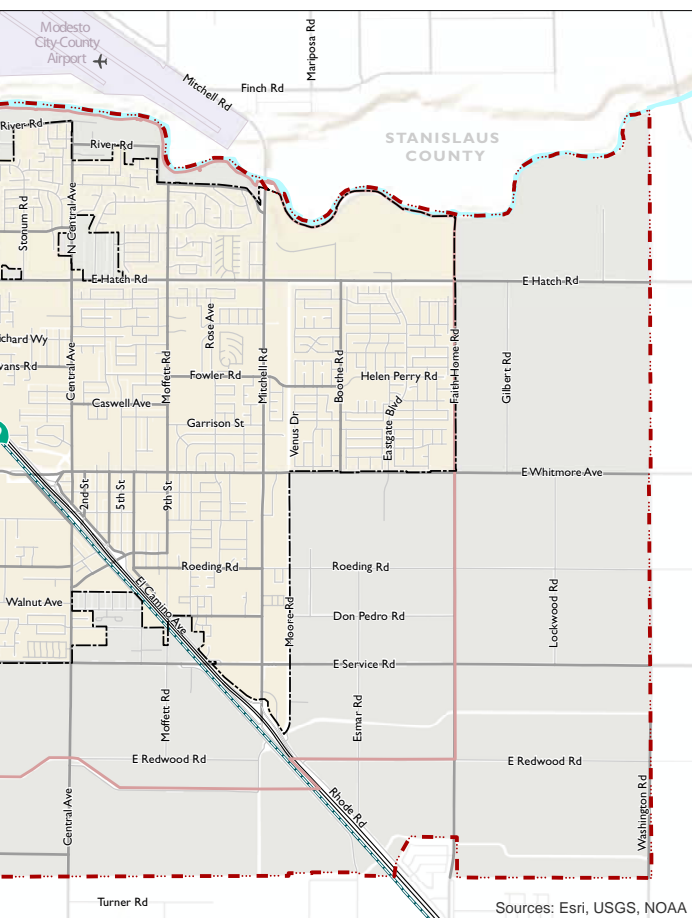 Modesto
City-County
Airport
Mariposa Rd
Mitchell Rd
Finch Rd
River Rd
River Rd
STANISLAUS
COUNTY
Stonum Rd
N Central Ave
E Hatch Rd
E Hatch Rd
Rose Ave
chard Wy
vans Rd
Central Ave
Moffett Rd
Mitchell Rd
Boothe Rd
Faith Home Rd
Gilbert Rd
Fowler Rd
Helen Perry Rd
Caswell Ave
Garrison St
Venus Dr
Eastgate Blvd
E Whitmore Ave
2nd St
5th St
9th St
Roeding Rd
Roeding Rd
Walnut Ave
El Camino Ave
Moore Rd
Don Pedro Rd
Lockwood Rd
E Service Rd
Moffett Rd
Esmar Rd
E Redwood Rd
E Redwood Rd
Central Ave
Rhode Rd
Washington Rd
Turner Rd
Sources: Esri, USGS, NOAA